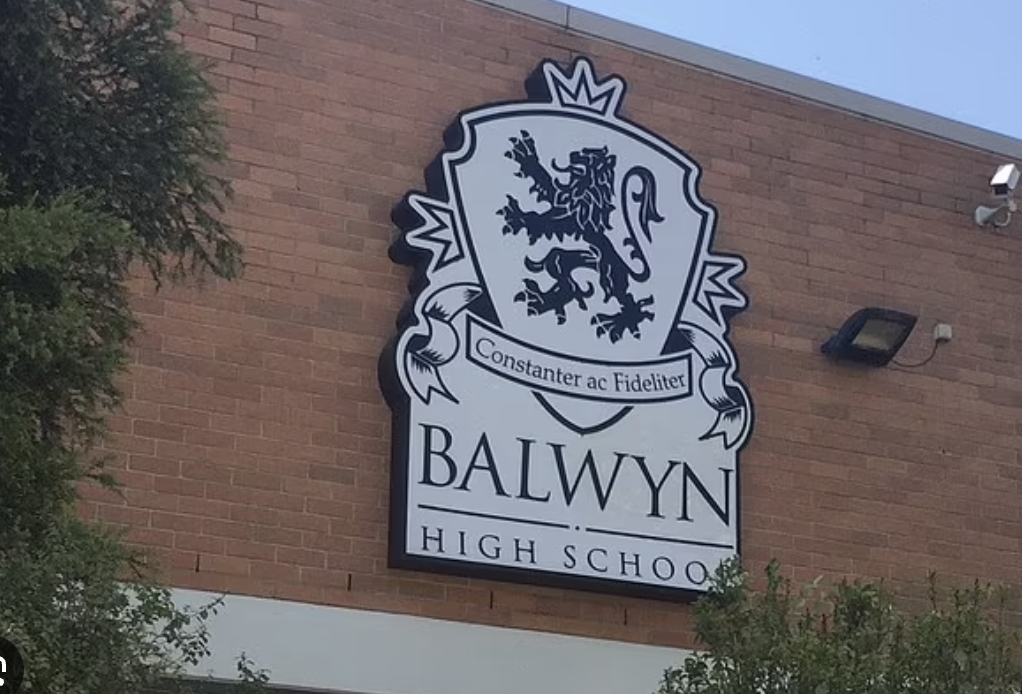 Constanter ac Fideliter
BALWYN
HIGH SCHOO